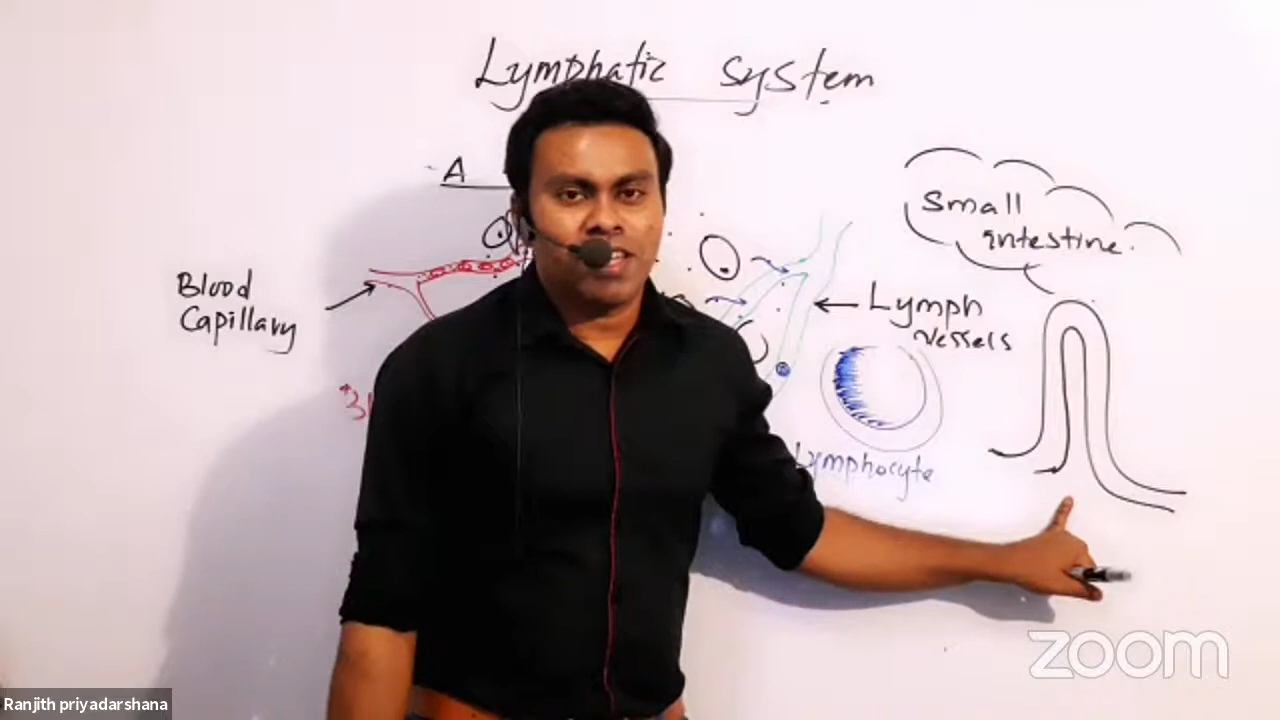 Lymphatic system
A
Small
intestine.
Blood
Capillary
Lymph
vessels
Lymphocyte
zoom
Ranjith priyadarshana